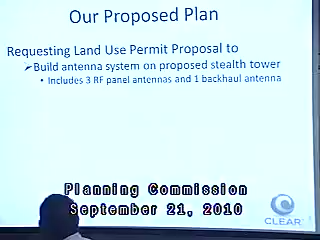 Our Proposed Plan
Requesting Land Use Permit Proposal to
Build antenna system on proposed stealth tower
• Includes 3 RF panel antennas and 1 backhaul antenna
Planning Commission
September 21, 2010
CLEAR